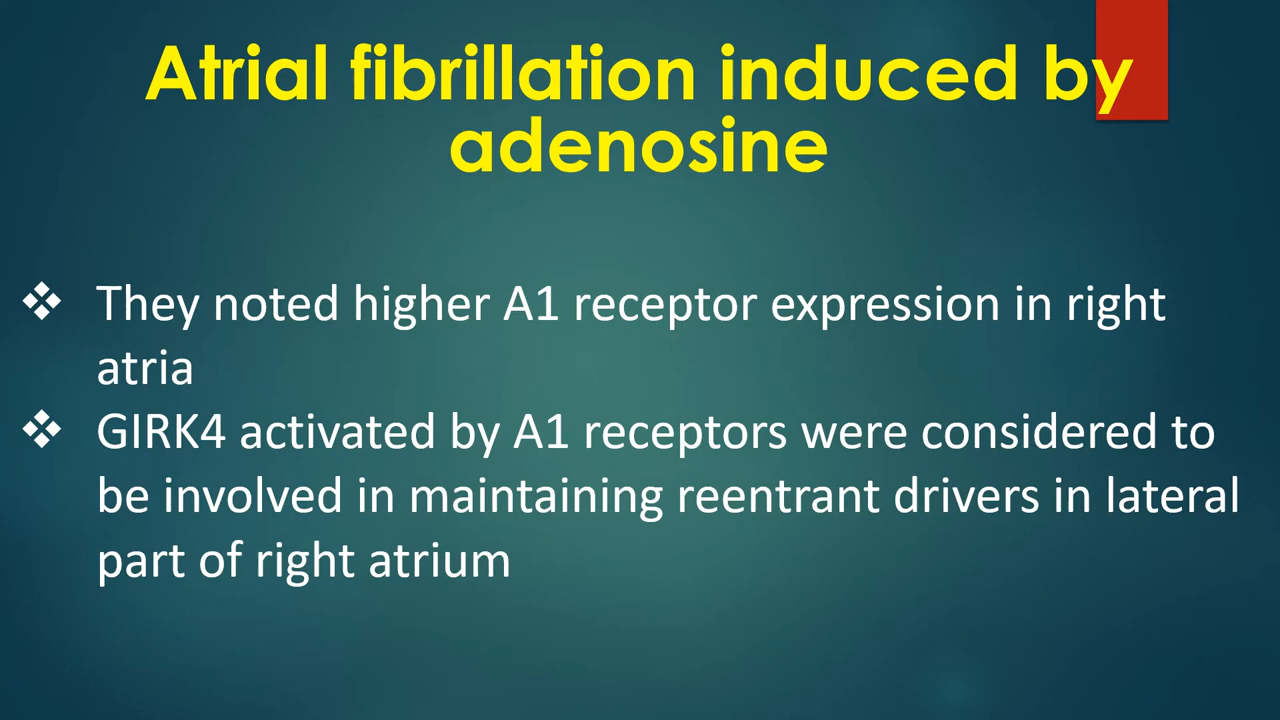 Atrial fibrillation induced by
adenosine
❖ They noted higher A1 receptor expression in right
atria
❖ GIRK4 activated by A1 receptors were considered to
be involved in maintaining reentrant drivers in lateral
part of right atrium